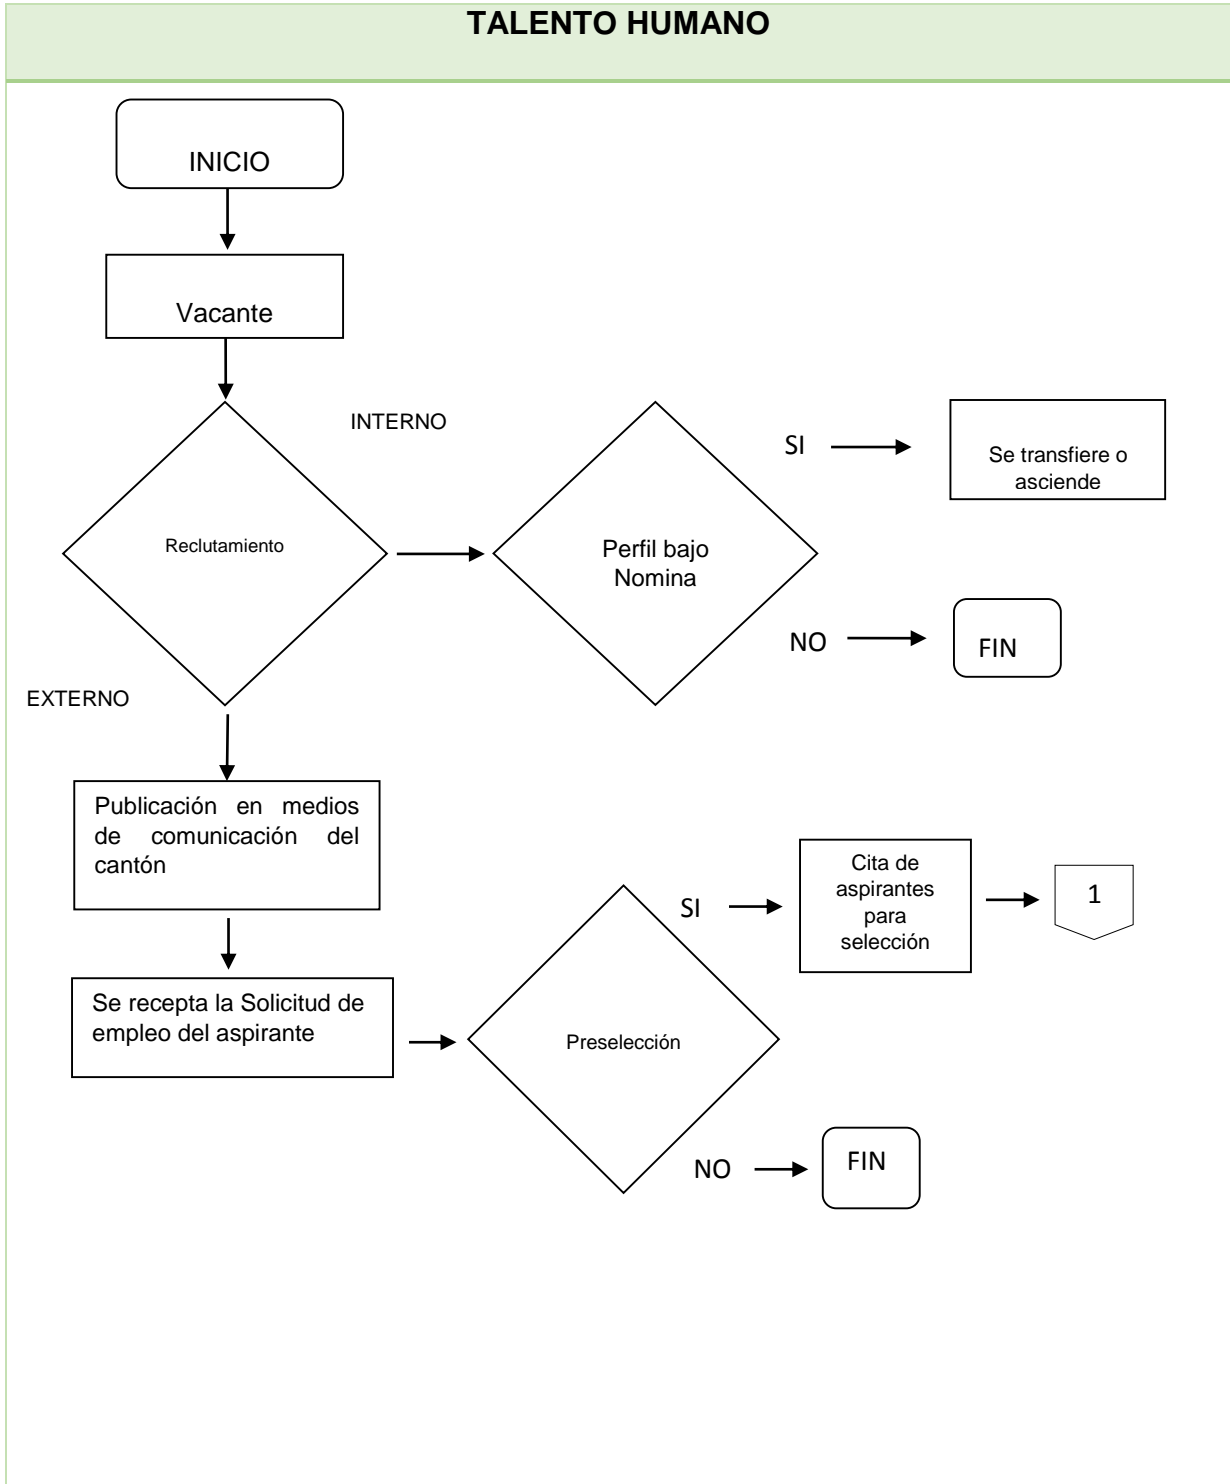 TALENTO HUMANO
INICIO
Vacante
INTERNO
Reclutamiento
Perfil bajo
Nomina
SI
Se transfiere o
asciende
NO
FIN
EXTERNO
Publicación en medios
de comunicación del
cantón
Se recepta la Solicitud de
empleo del aspirante
Preselección
SI
Cita de
aspirantes
para
selección
1
NO
FIN